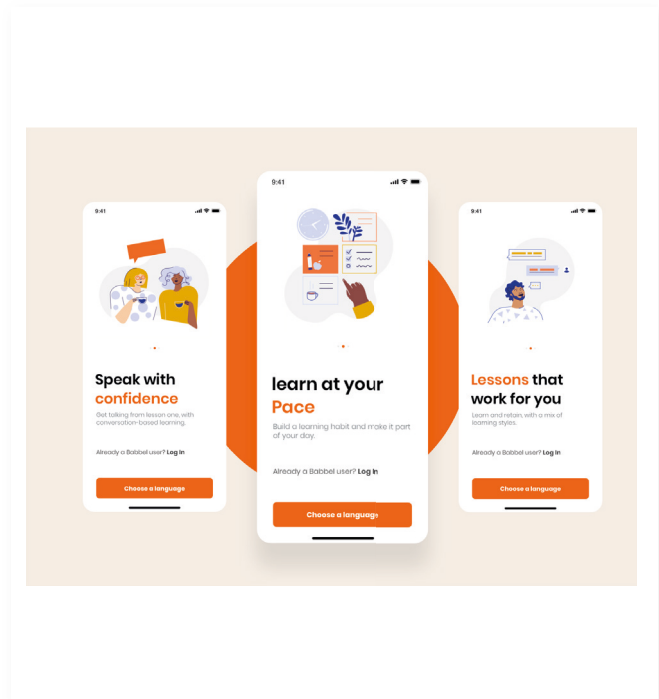 9:41
Speak with
confidence
Get talking from lesson one, with
conversation-based learning.
Already a Babbel user? Log In
Choose a language
9:41
learn at your
Pace
Build a learning habit and make it part
of your day.
Already a Babbel user? Log In
Choose a language
9:41
Lessons that
work for you
Learn and retain, with a mix of
learning styles.
Already a Babbel user? Log In
Choose a language